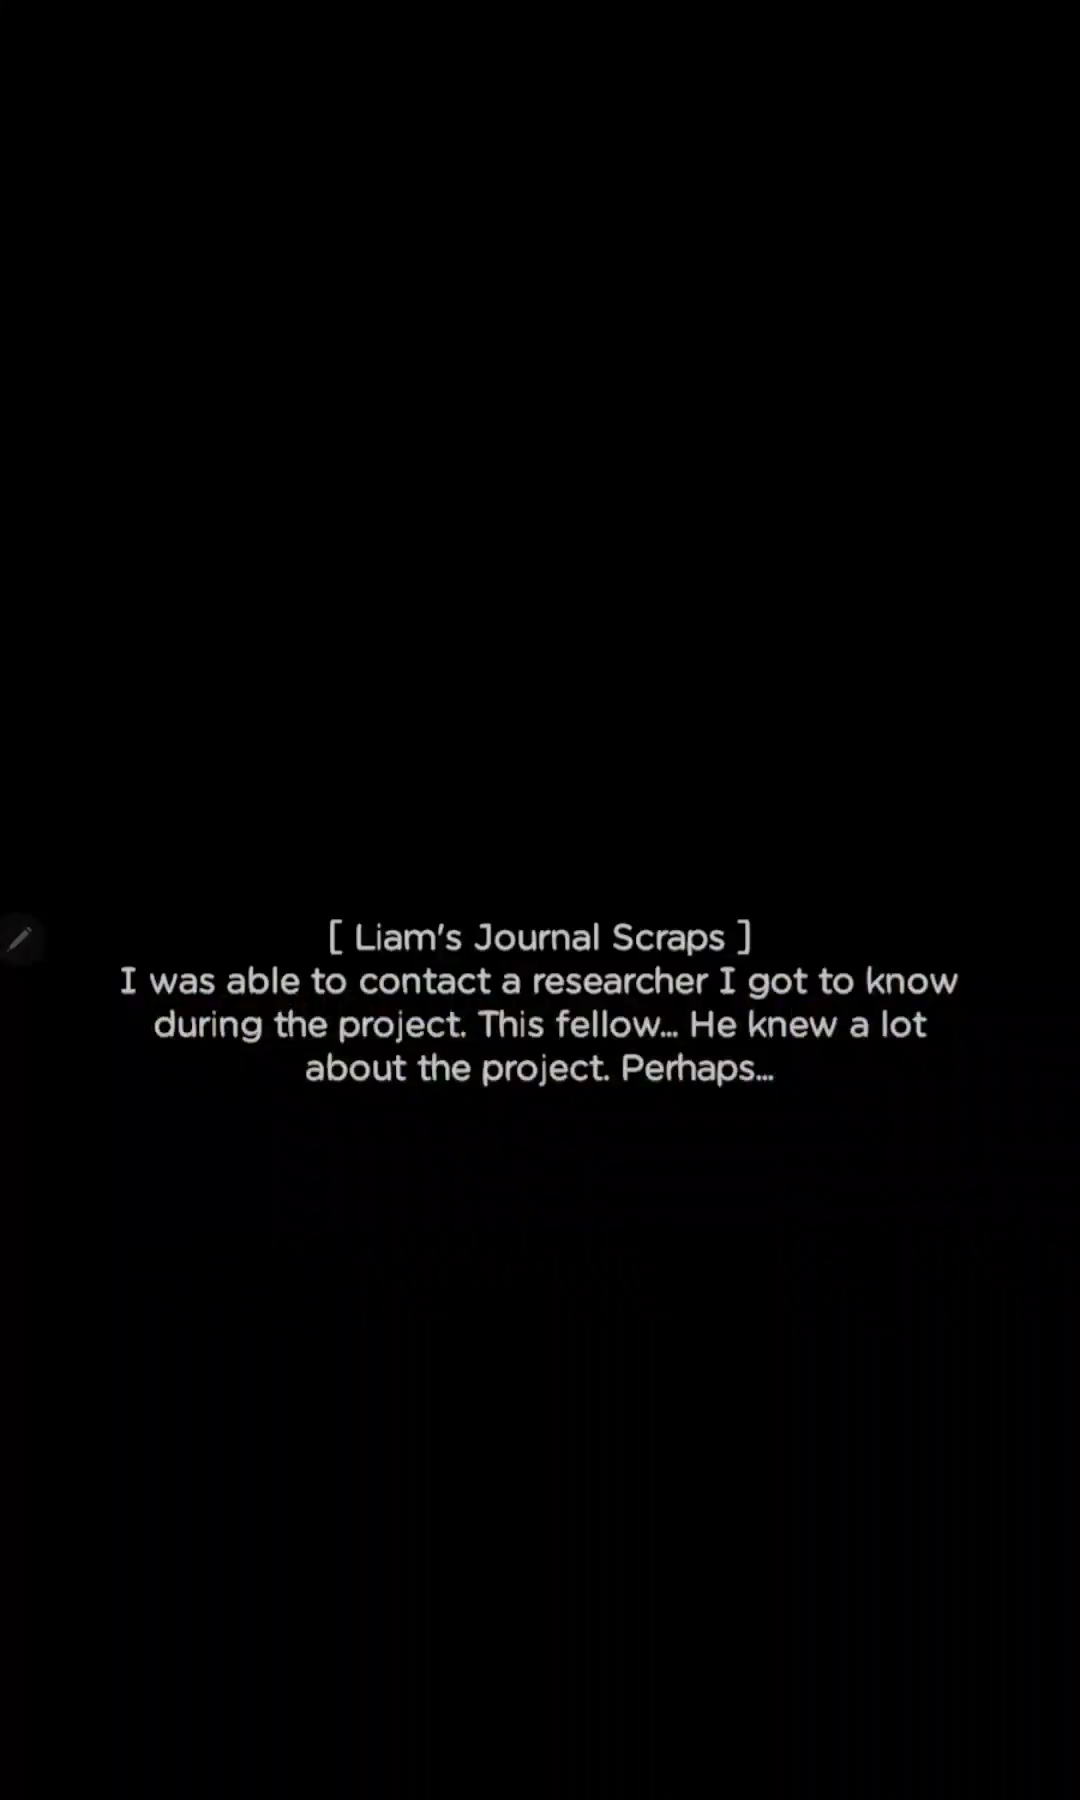 [ Liam's Journal Scraps ]
I was able to contact a researcher I got to know
during the project. This fellow... He knew a lot
about the project. Perhaps...